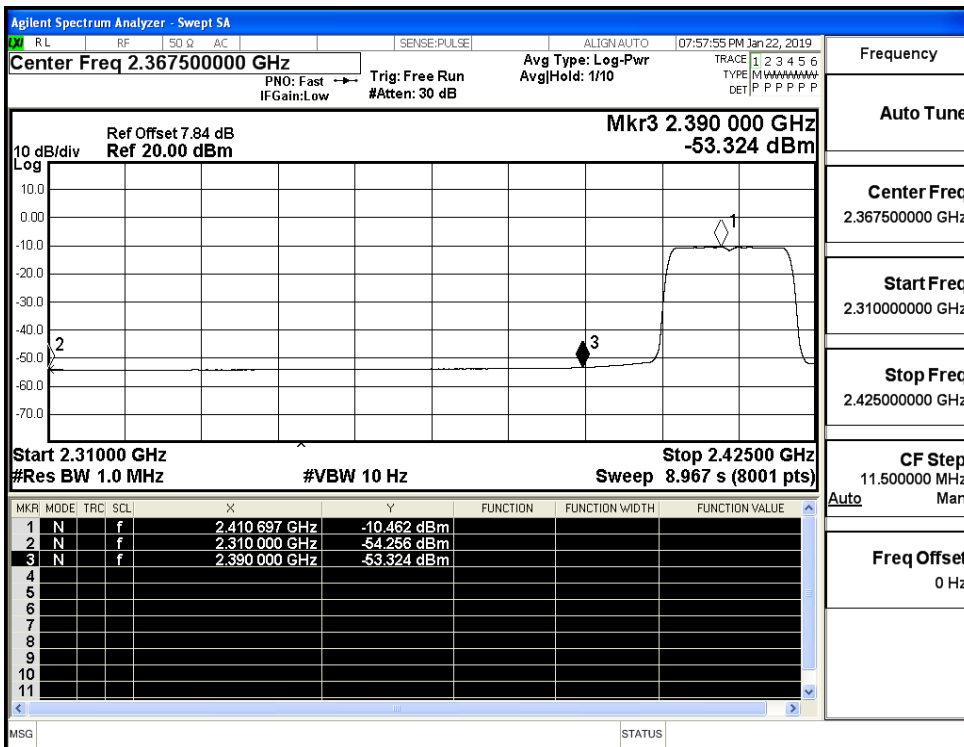 Agilent Spectrum Analyzer - Swept SA
LXI RL RF 50 Ω AC SENSE:PULSE ALIGN AUTO 07:57:55 PM Jan 22, 2019
Center Freq 2.367500000 GHz
PNO: Fast
IFGain:Low
Trig: Free Run
#Atten: 30 dB
Avg Type: Log-Pwr
Avg|Hold: 1/10
TRACE 1 2 3 4 5 6
TYPE M
DET P P P P P P
Mkr3 2.390 000 GHz
-53.324 dBm
Ref Offset 7.84 dB
10 dB/div Ref 20.00 dBm
Log
10.0
0.00
-10.0
-20.0
-30.0
-40.0
-50.0
-60.0
-70.0
1
2
3
Start 2.31000 GHz Stop 2.42500 GHz
#Res BW 1.0 MHz #VBW 10 Hz Sweep 8.967 s (8001 pts)
MKR MODE TRC SCL X Y FUNCTION FUNCTION WIDTH FUNCTION VALUE
1 N f 2.410 697 GHz -10.462 dBm
2 N f 2.310 000 GHz -54.256 dBm
3 N f 2.390 000 GHz -53.324 dBm
4
5
6
7
8
9
10
11
MSG STATUS
Frequency
Auto Tune
Center Freq
2.367500000 GHz
Start Freq
2.310000000 GHz
Stop Freq
2.425000000 GHz
CF Step
11.500000 MHz
Auto Man
Freq Offset
0 Hz